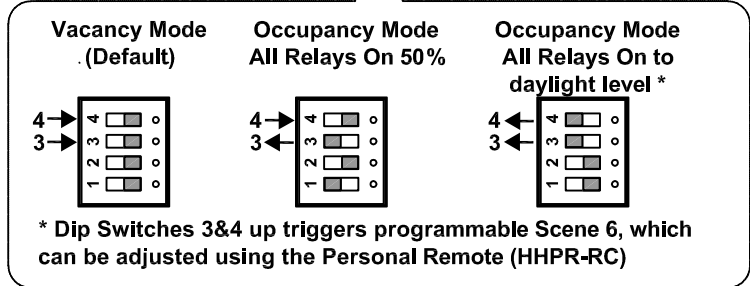 Vacancy Mode Occupancy Mode Occupancy Mode
.(Default) All Relays On 50% All Relays On to
daylight level *
4 4 4 4 4 4
3 3 3 3 3 3
2 2 2
1 1 1
* Dip Switches 3&4 up triggers programmable Scene 6, which
can be adjusted using the Personal Remote (HHPR-RC)